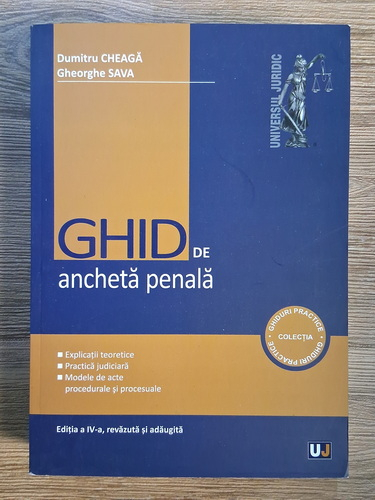 Dumitru CHEAGĂ
Gheorghe SAVA
UNIVERSUL JURIDIC
GHID DE
anchetă penală
GHIDURI PRACTICE
COLECȚIA
GHIDURI PRACTICE
Explicații teoretice
Practică judiciară
Modele de acte
procedurale și procesuale
Ediția a IV-a, revăzută și adăugită
UJ